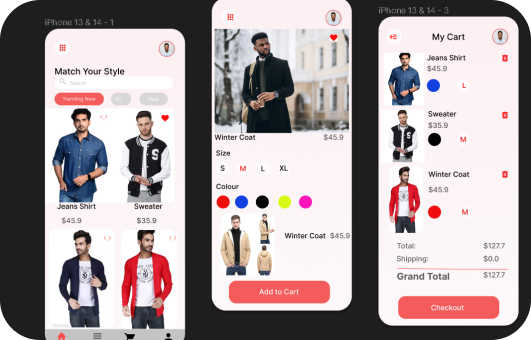 iPhone 13 & 14 - 1
Match Your Style
Search
Trending Now
All
New
Jeans Shirt
Sweater
$45.9
$35.9
Winter Coat
$45.9
Size
S M L XL
Colour
Winter Coat $45.9
Add to Cart
iPhone 13 & 14 - 3
My Cart
Jeans Shirt
$45.9
L
Sweater
$35.9
M
Winter Coat
$45.9
M
Total: $127.7
Shipping: $0.0
Grand Total $127.7
Checkout